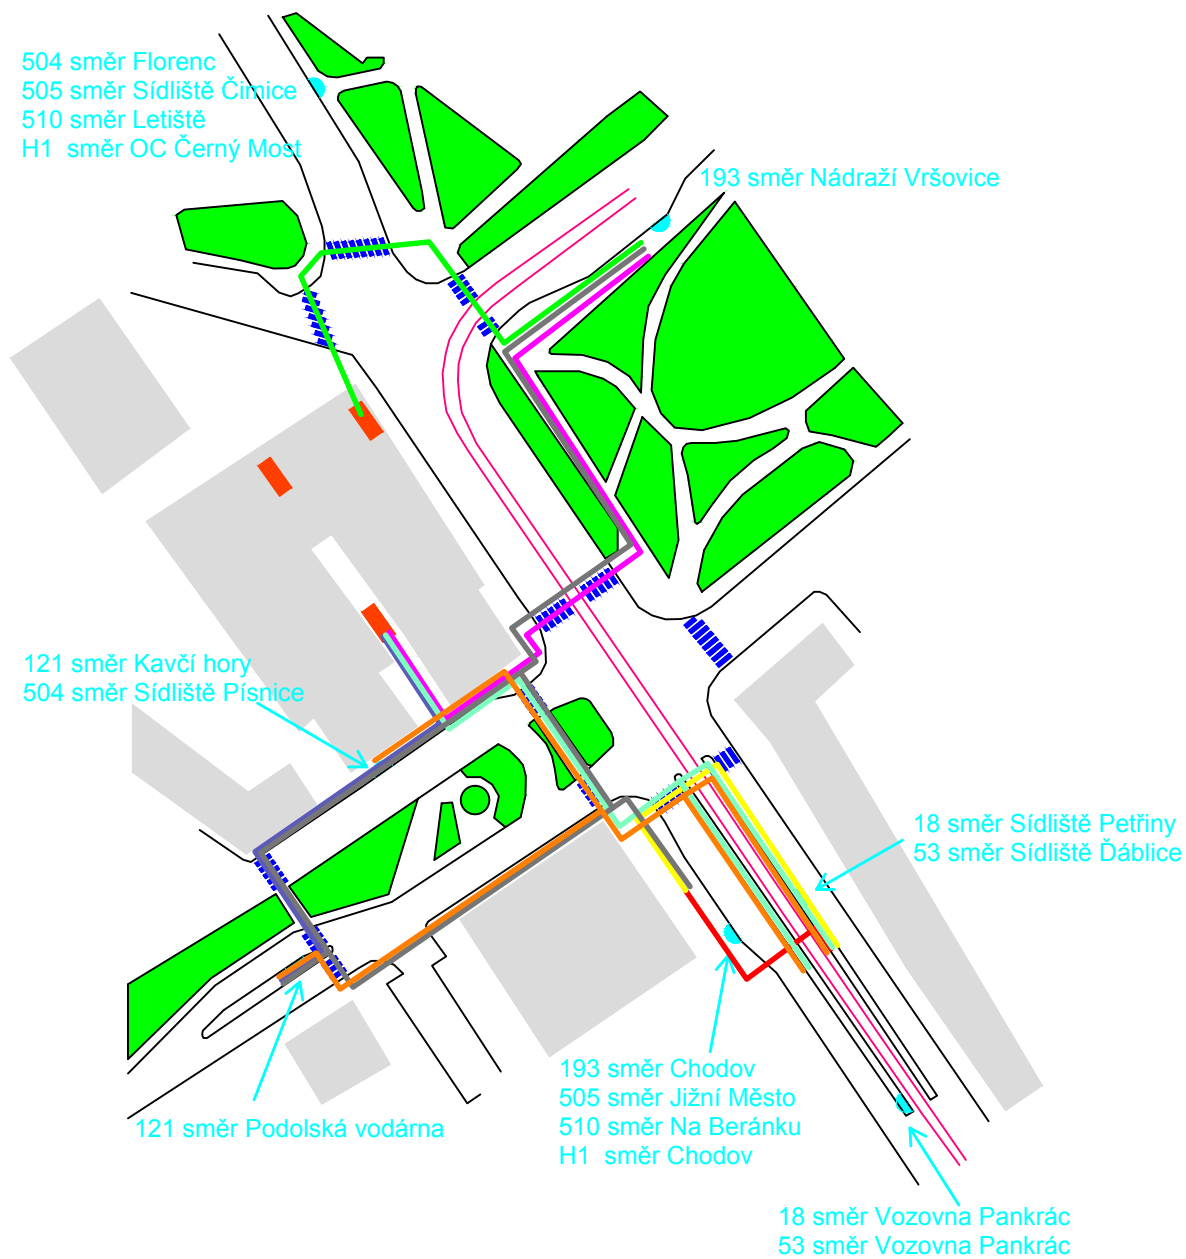 504 směr Florenc
505 směr Sídliště Čimice
510 směr Letiště
H1 směr OC Černý Most
193 směr Nádraží Vršovice
121 směr Kavčí hory
504 směr Sídliště Písnice
18 směr Sídliště Petřiny
53 směr Sídliště Ďáblice
193 směr Chodov
505 směr Jižní Město
510 směr Na Beránku
H1 směr Chodov
121 směr Podolská vodárna
18 směr Vozovna Pankrác
53 směr Vozovna Pankrác